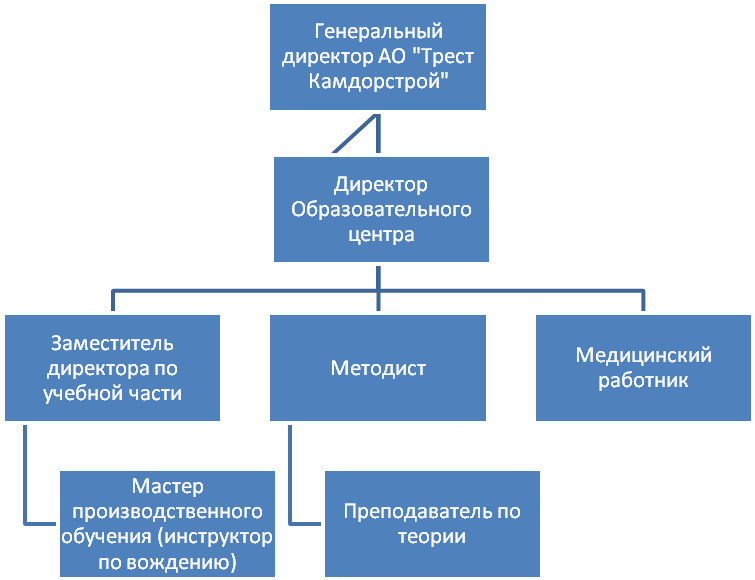 Генеральный
директор АО "Трест
Камдорстрой"
Директор
Образовательного
центра
Заместитель
директора по
учебной части
Методист
Медицинский
работник
Мастер
производственного
обучения (инструктор
по вождению)
Преподаватель по
теории